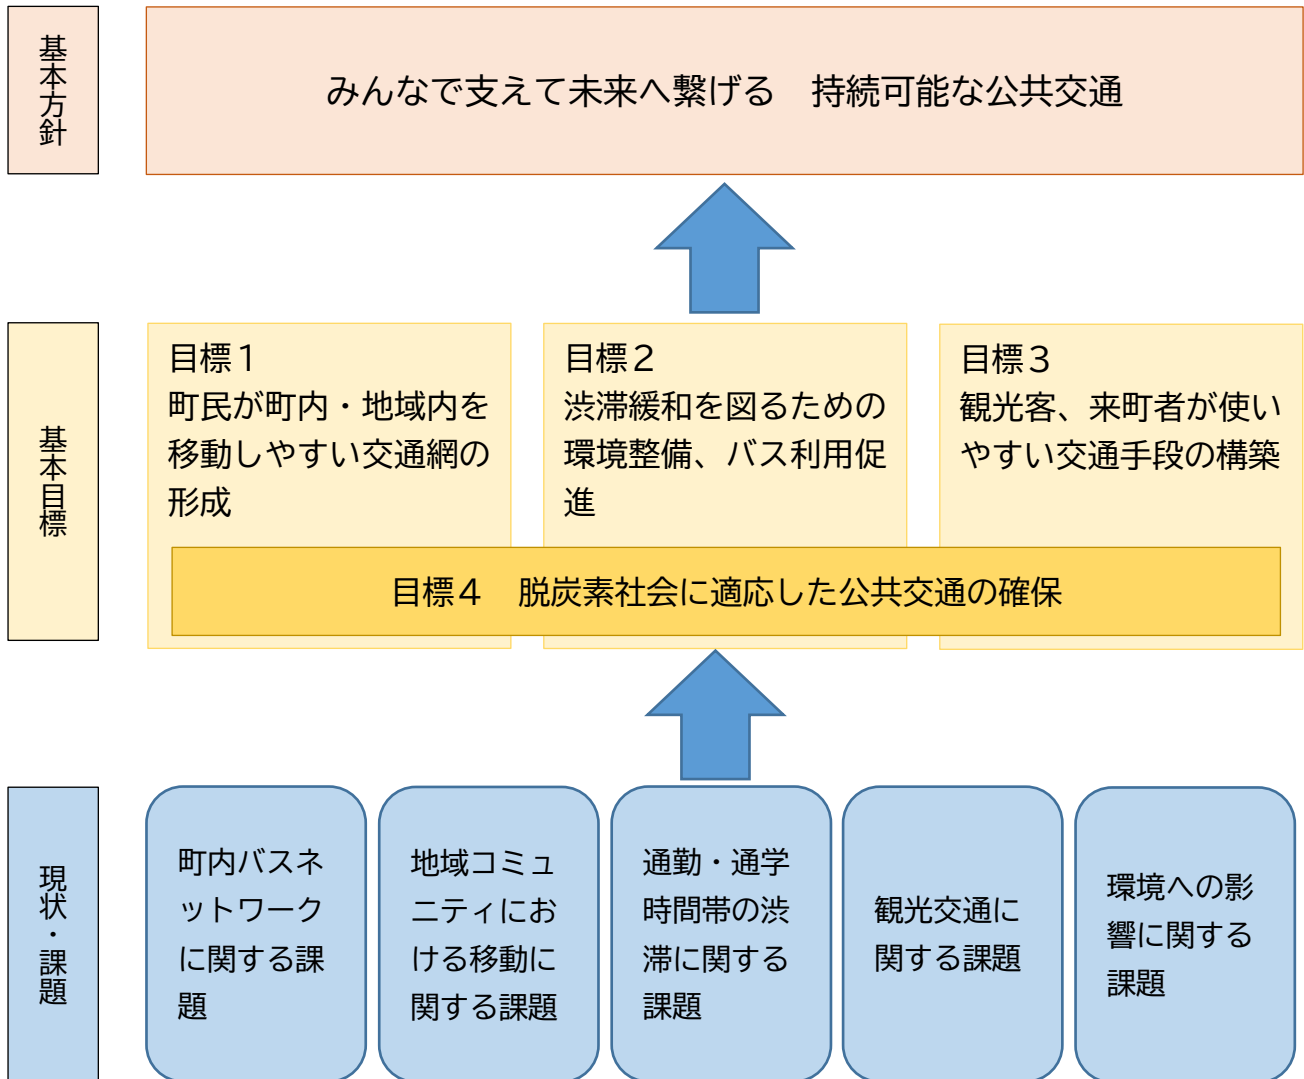 基本方針
みんなで支えて未来へ繋げる　持続可能な公共交通
基本目標
目標１
町民が町内・地域内を
移動しやすい交通網の
形成
目標２
渋滞緩和を図るための
環境整備、バス利用促
進
目標３
観光客、来町者が使い
やすい交通手段の構築
目標４　脱炭素社会に適応した公共交通の確保
現状・課題
町内バスネ
ットワーク
に関する課
題
地域コミュ
ニティにお
ける移動に
関する課題
通勤・通学
時間帯の渋
滞に関する
課題
観光交通に
関する課題
環境への影
響に関する
課題